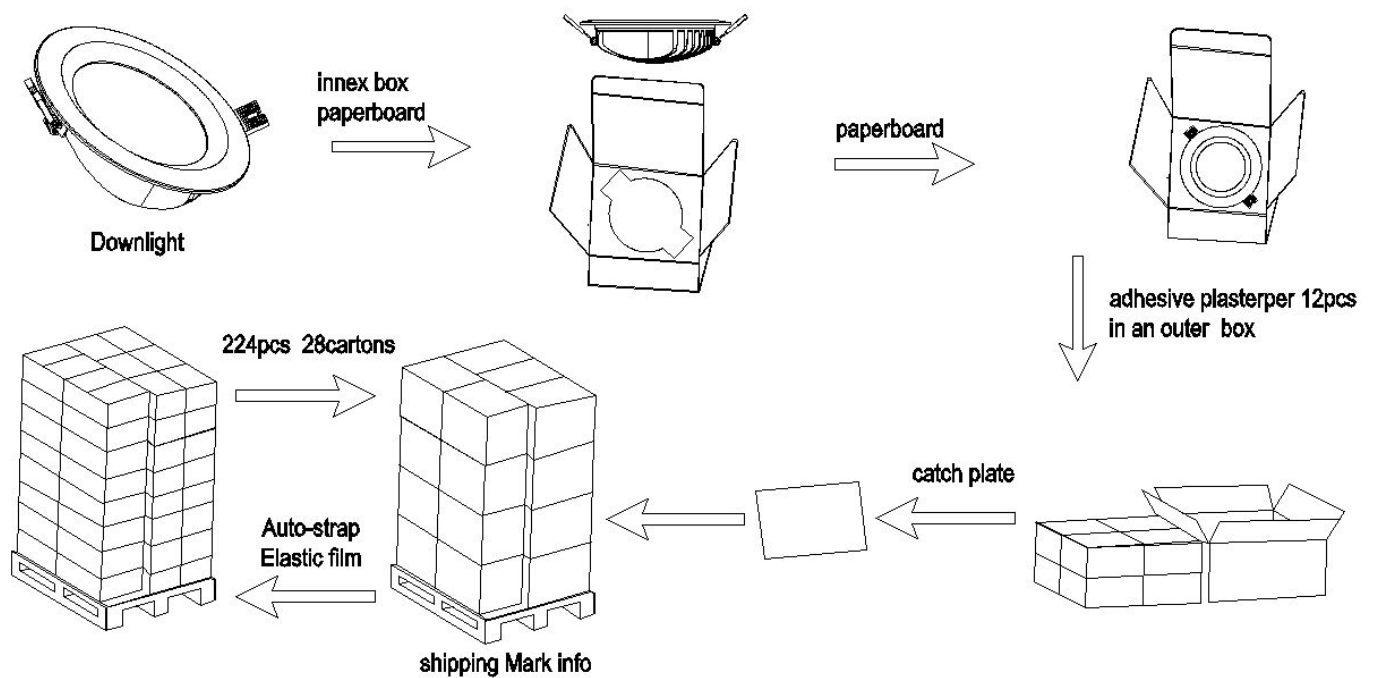 innex box
paperboard
paperboard
Downlight
adhesive plasterper 12pcs
in an outer box
224pcs 28cartons
catch plate
Auto-strap
Elastic film
shipping Mark info